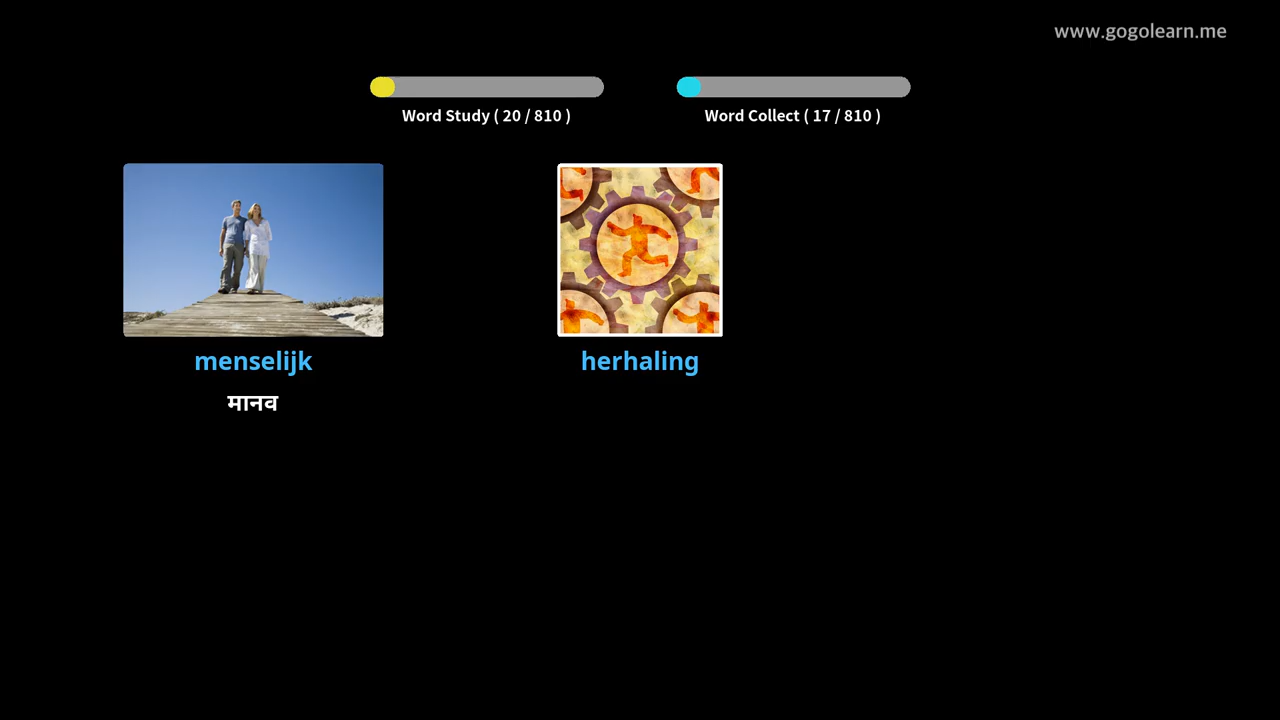 www.gogolearn.me
Word Study ( 20 / 810 )
Word Collect ( 17 / 810 )
menselijk
herhaling
मानव